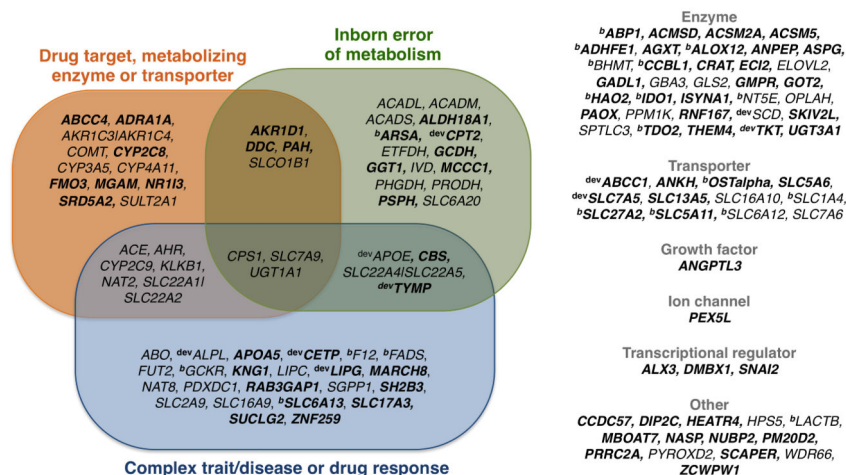 Drug target, metabolizing
enzyme or transporter
Inborn error
of metabolism
ABCC4, ADRA1A,
AKR1C3|AKR1C4,
COMT, CYP2C8,
CYP3A5, CYP4A11,
FMO3, MGAM, NR1I3,
SRD5A2, SULT2A1
AKR1D1,
DDC, PAH,
SLCO1B1
ACADL, ACADM,
ACADS, ALDH18A1,
bARSA, devCPT2,
ETFDH, GCDH,
GGT1, IVD, MCCC1,
PHGDH, PRODH,
PSPH, SLC6A20
ACE, AHR,
CYP2C9, KLKB1,
NAT2, SLC22A1|
SLC22A2
CPS1, SLC7A9,
UGT1A1
devAPOE, CBS,
SLC22A4|SLC22A5,
devTYMP
ABO, devALPL, APOA5, devCETP, bF12, bFADS,
FUT2, bGCKR, KNG1, LIPC, devLIPG, MARCH8,
NAT8, PDXDC1, RAB3GAP1, SGPP1, SH2B3,
SLC2A9, SLC16A9, bSLC6A13, SLC17A3,
SUCLG2, ZNF259
Complex trait/disease or drug response
Enzyme
bABP1, ACMSD, ACSM2A, ACSM5,
bADHFE1, AGXT, bALOX12, ANPEP, ASPG,
bBHMT, bCCBL1, CRAT, ECI2, ELOVL2,
GADL1, GBA3, GLS2, GMPR, GOT2,
bHAO2, bIDO1, ISYNA1, bNT5E, OPLAH,
PAOX, PPM1K, RNF167, devSCD, SKIV2L,
SPTLC3, bTDO2, THEM4, devTKT, UGT3A1
Transporter
devABCC1, ANKH, bOSTalpha, SLC5A6,
devSLC7A5, SLC13A5, SLC16A10, bSLC1A4,
bSLC27A2, bSLC5A11, bSLC6A12, SLC7A6
Growth factor
ANGPTL3
Ion channel
PEX5L
Transcriptional regulator
ALX3, DMBX1, SNAI2
Other
CCDC57, DIP2C, HEATR4, HPS5, bLACTB,
MBOAT7, NASP, NUBP2, PM20D2,
PRRC2A, PYROXD2, SCAPER, WDR66,
ZCWPW1